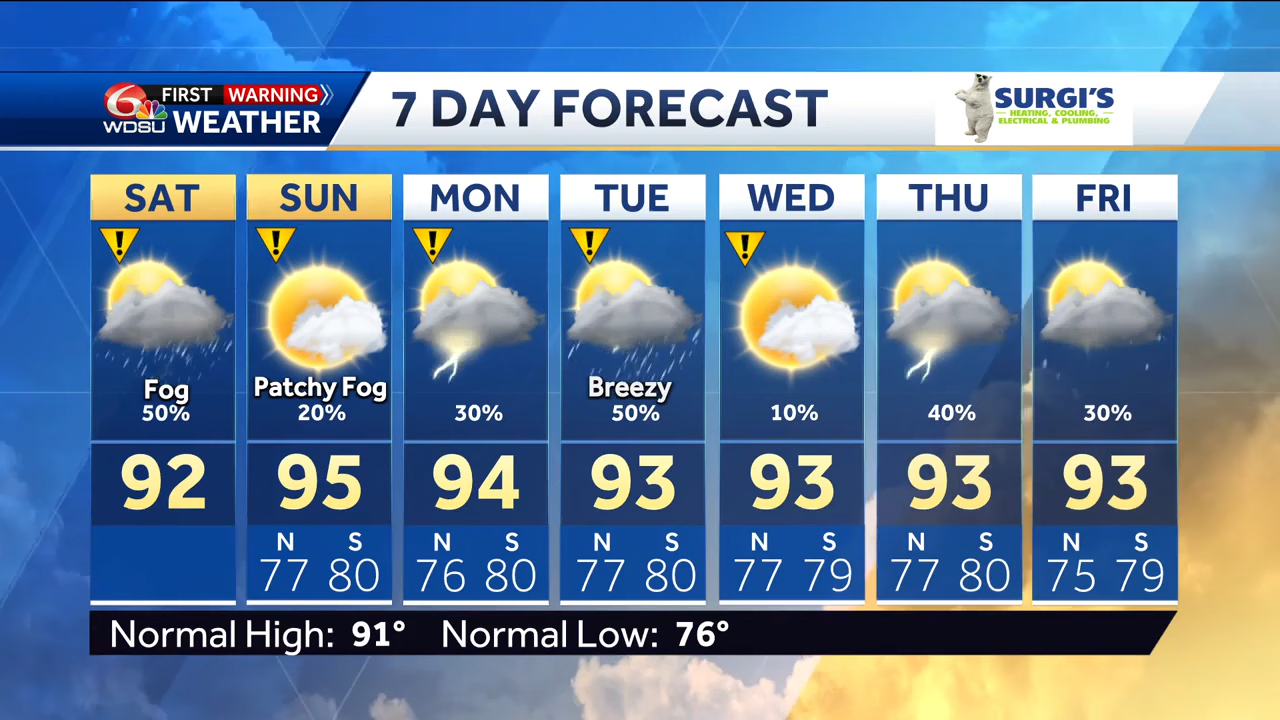 6
WDSU
FIRST WARNING
WEATHER
7 DAY FORECAST
SURGI'S
HEATING, COOLING,
ELECTRICAL & PLUMBING
SAT SUN MON TUE WED THU FRI
! ! ! ! !
Fog Patchy Fog Breezy
50% 20% 30% 50% 10% 40% 30%
92 95 94 93 93 93 93
N S N S N S N S N S N S
77 80 76 80 77 80 77 79 77 80 75 79
Normal High: 91° Normal Low: 76°